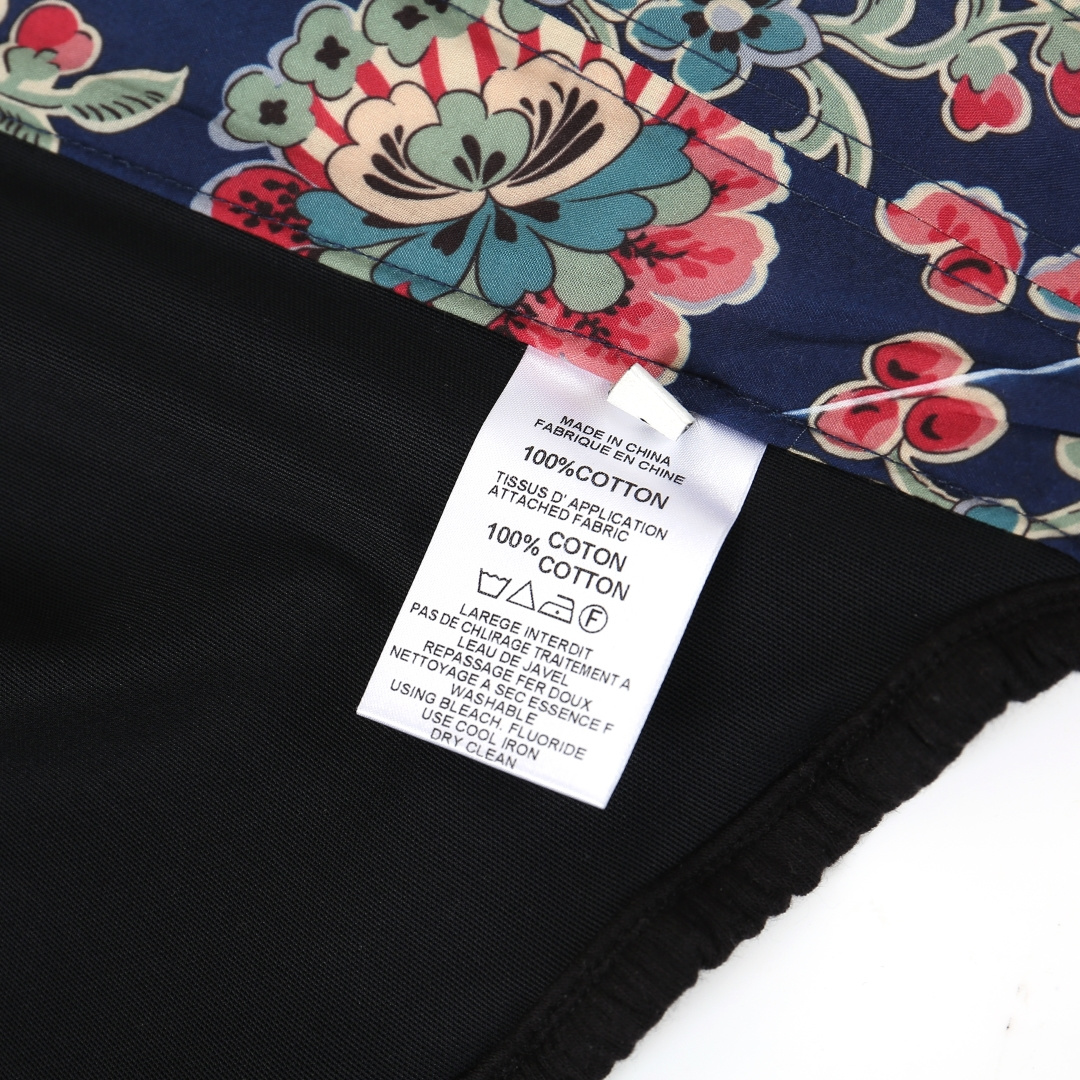 MADE IN CHINA
FABRIQUE EN CHINE
100%COTTON
TISSUS D' APPLICATION
ATTACHED FABRIC
100% COTON
COTTON
F
LAREGE INTERDIT
PAS DE CHLIRAGE TRAITEMENT A
LEAU DE JAVEL
REPASSAGE FER DOUX
NETTOYAGE A SEC ESSENCE F
WASHABLE
USING BLEACH, FLUORIDE
USE COOL IRON
DRY CLEAN